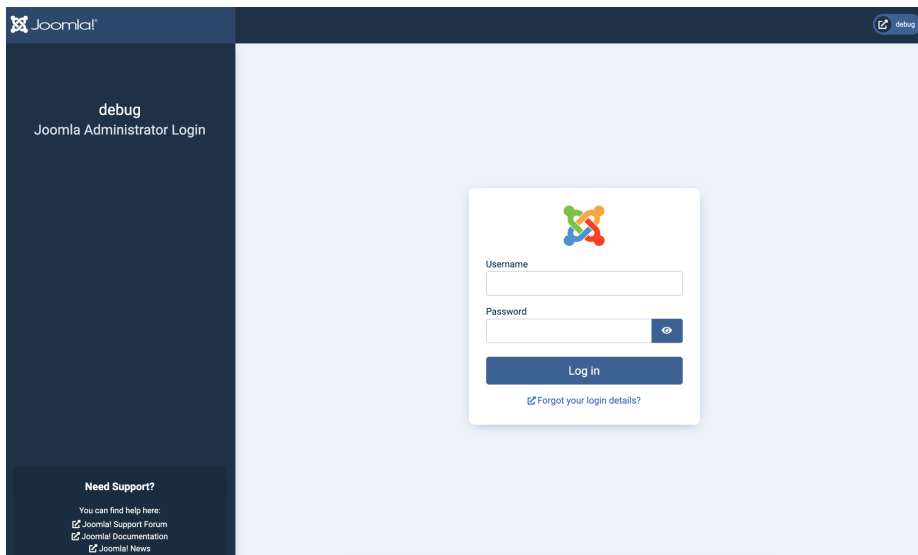 Joomla!®
debug
debug
Joomla Administrator Login
Username
Password
Log in
Forgot your login details?
Need Support?
You can find help here:
Joomla! Support Forum
Joomla! Documentation
Joomla! News